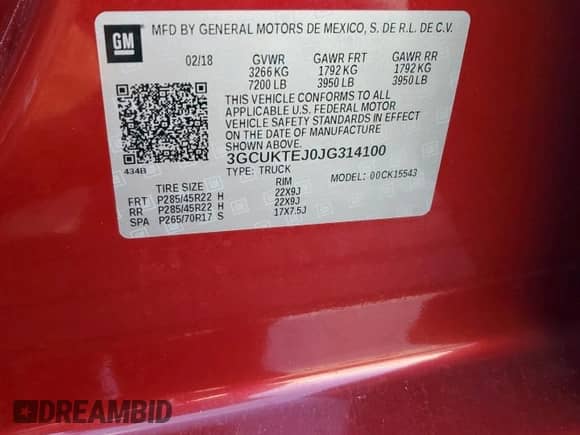 GM
MFD BY GENERAL MOTORS DE MEXICO, S. DE R.L. DE C.V.
02/18 GVWR GAWR FRT GAWR RR
3266 KG 1792 KG 1792 KG
7200 LB 3950 LB 3950 LB
THIS VEHICLE CONFORMS TO ALL
APPLICABLE U.S. FEDERAL MOTOR
VEHICLE SAFETY STANDARDS IN EFFECT
ON THE DATE OF MANUFACTURE
SHOWN ABOVE.
434B 3GCUKTEJ0JG314100
TYPE: TRUCK MODEL: 00CK15543
TIRE SIZE RIM
FRT P285/45R22 H 22X9J
RR P285/45R22 H 22X9J
SPA P265/70R17 S 17X7.5J
DREAMBID